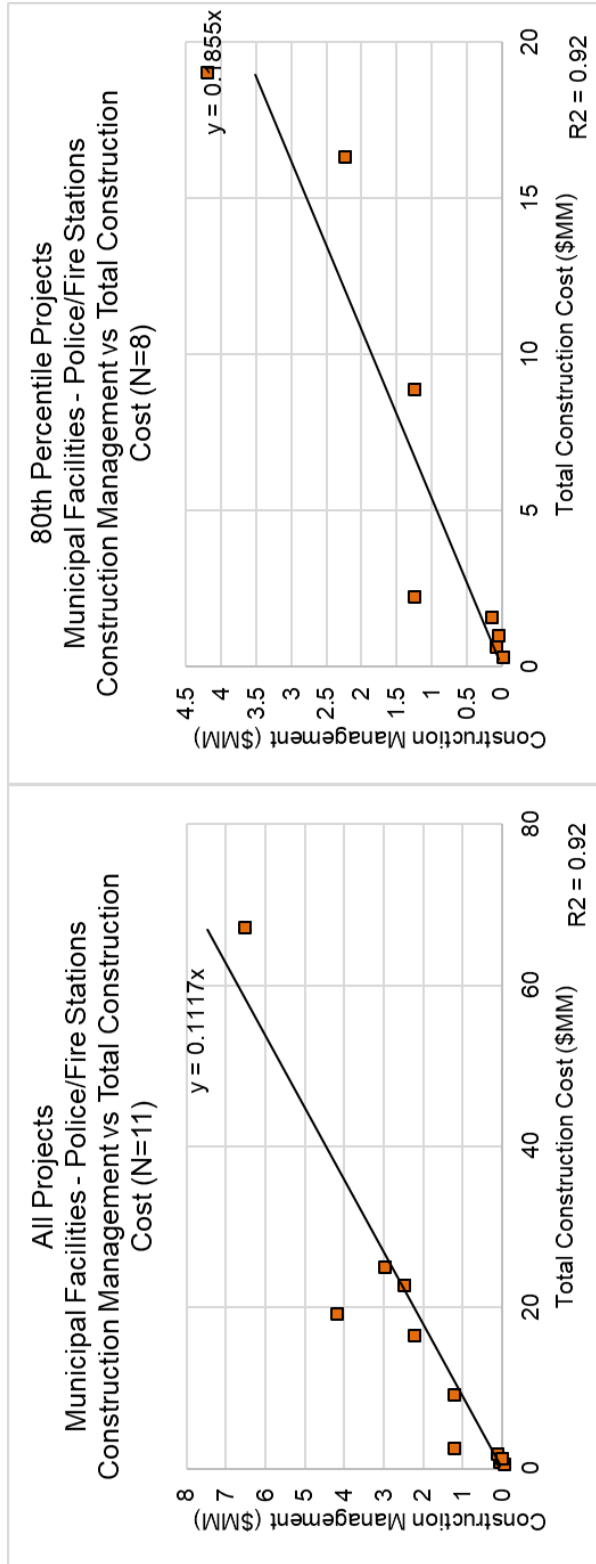 All Projects
Municipal Facilities - Police/Fire Stations
Construction Management vs Total Construction
Cost (N=11)
Construction Management ($MM)
8
7
6
5
4
3
2
1
0
y = 0.1117x
0
20
40
60
80
Total Construction Cost ($MM)
R2 = 0.92
80th Percentile Projects
Municipal Facilities - Police/Fire Stations
Construction Management vs Total Construction
Cost (N=8)
Construction Management ($MM)
4.5
4
3.5
3
2.5
2
1.5
1
0.5
0
y = 0.1855x
0
5
10
15
20
Total Construction Cost ($MM)
R2 = 0.92